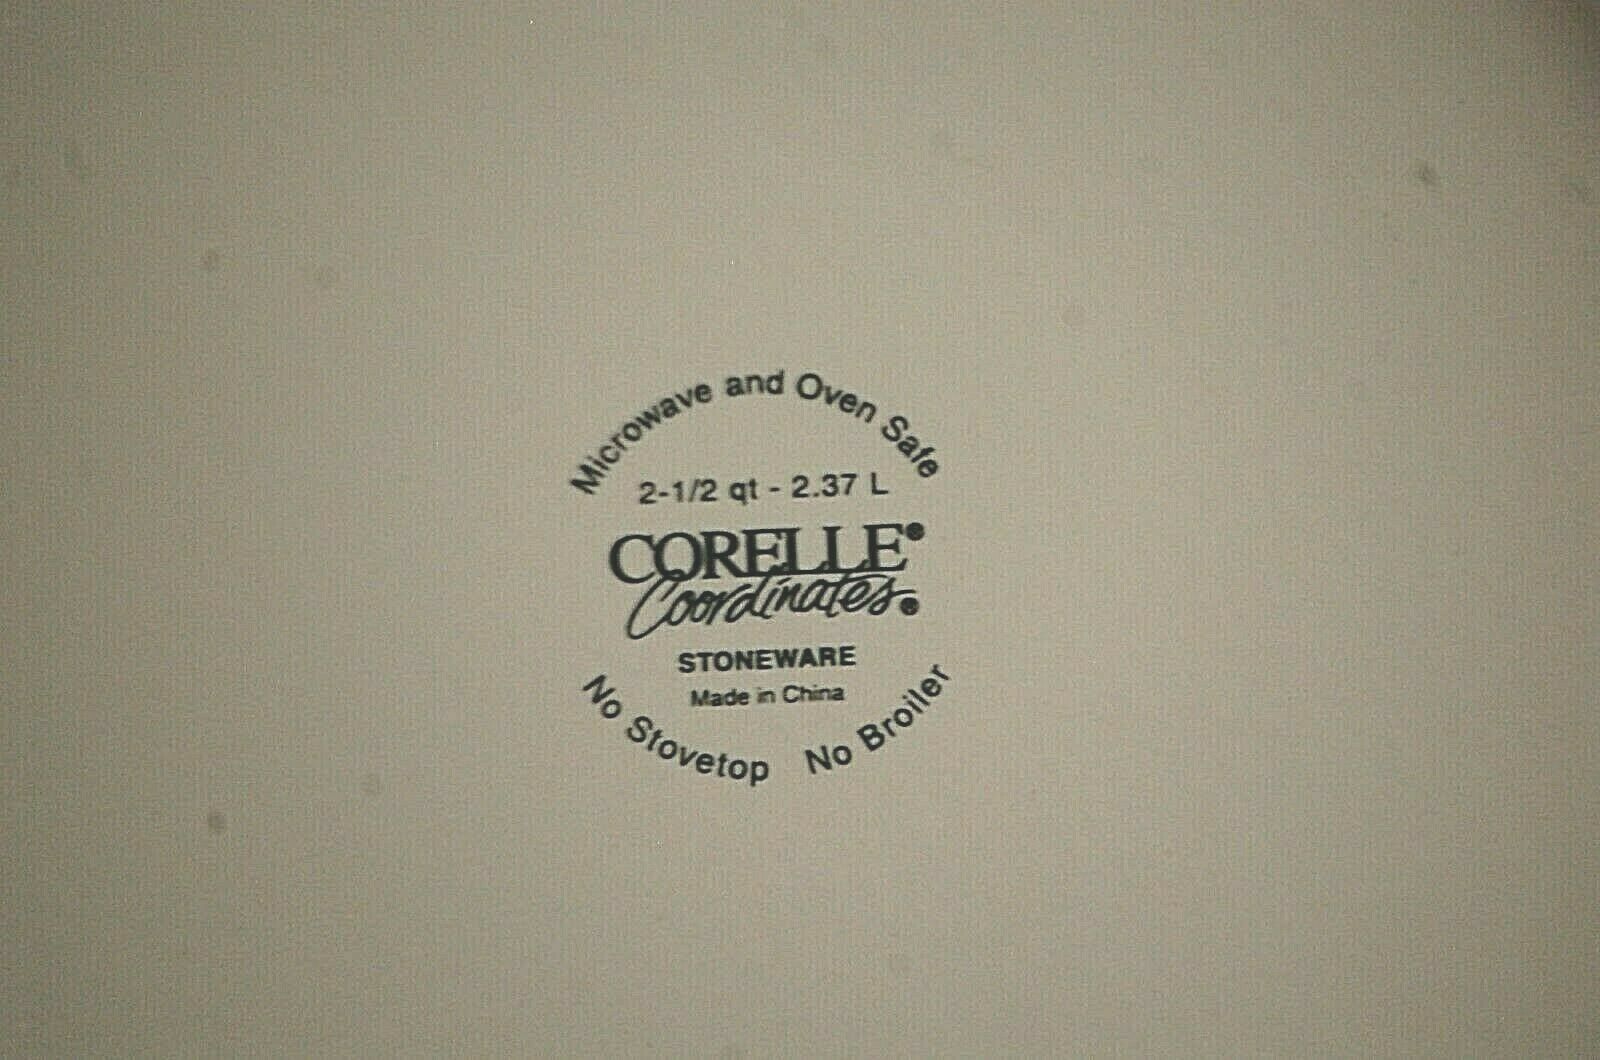 Microwave and Oven Safe
2-1/2 qt - 2.37 L
CORELLE®
Coordinates®
STONEWARE
Made in China
No Stovetop No Broiler